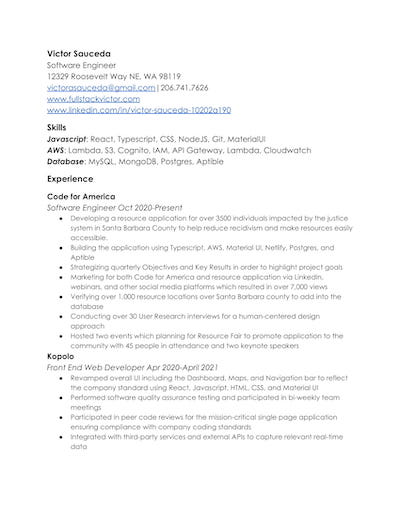 Victor Sauceda
Software Engineer
12329 Roosevelt Way NE, WA 98119
victorasauceda@gmail.com|206.741.7626
www.fullstackvictor.com
www.linkedin.com/in/victor-sauceda-10202a190
Skills
Javascript: React, Typescript, CSS, NodeJS, Git, MaterialUI
AWS: Lambda, S3, Cognito, IAM, API Gateway, Lambda, Cloudwatch
Database: MySQL, MongoDB, Postgres, Aptible
Experience
Code for America
Software Engineer Oct 2020-Present
• Developing a resource application for over 3500 individuals impacted by the justice
system in Santa Barbara County to help reduce recidivism and make resources easily
accessible.
• Building the application using Typescript, AWS, Material UI, Netlify, Postgres, and
Aptible
• Strategizing quarterly Objectives and Key Results in order to highlight project goals
• Marketing for both Code for America and resource application via Linkedin,
webinars, and other social media platforms which resulted in over 7,000 views
• Verifying over 1,000 resource locations over Santa Barbara county to add into the
database
• Conducting over 30 User Research interviews for a human-centered design
approach
• Hosted two events which planning for Resource Fair to promote application to the
community with 45 people in attendance and two keynote speakers
Kopolo
Front End Web Developer Apr 2020-April 2021
• Revamped overall UI including the Dashboard, Maps, and Navigation bar to reflect
the company standard using React, Javascript, HTML, CSS, and Material UI
• Performed software quality assurance testing and participated in bi-weekly team
meetings
• Participated in peer code reviews for the mission-critical single page application
ensuring compliance with company coding standards
• Integrated with third-party services and external APIs to capture relevant real-time
data